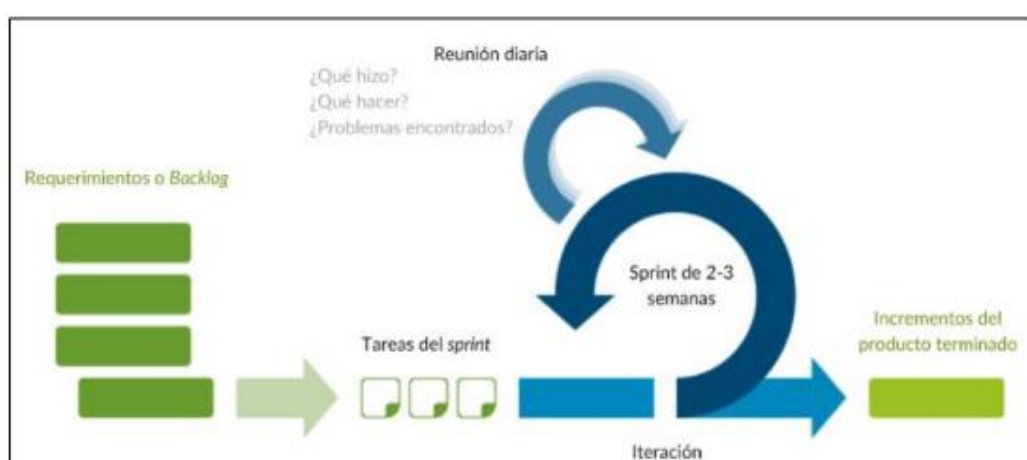 Reunión diaria
¿Qué hizo?
¿Qué hacer?
¿Problemas encontrados?
Requerimientos o Backlog
Sprint de 2-3
semanas
Tareas del sprint
Incrementos del
producto terminado
Iteración